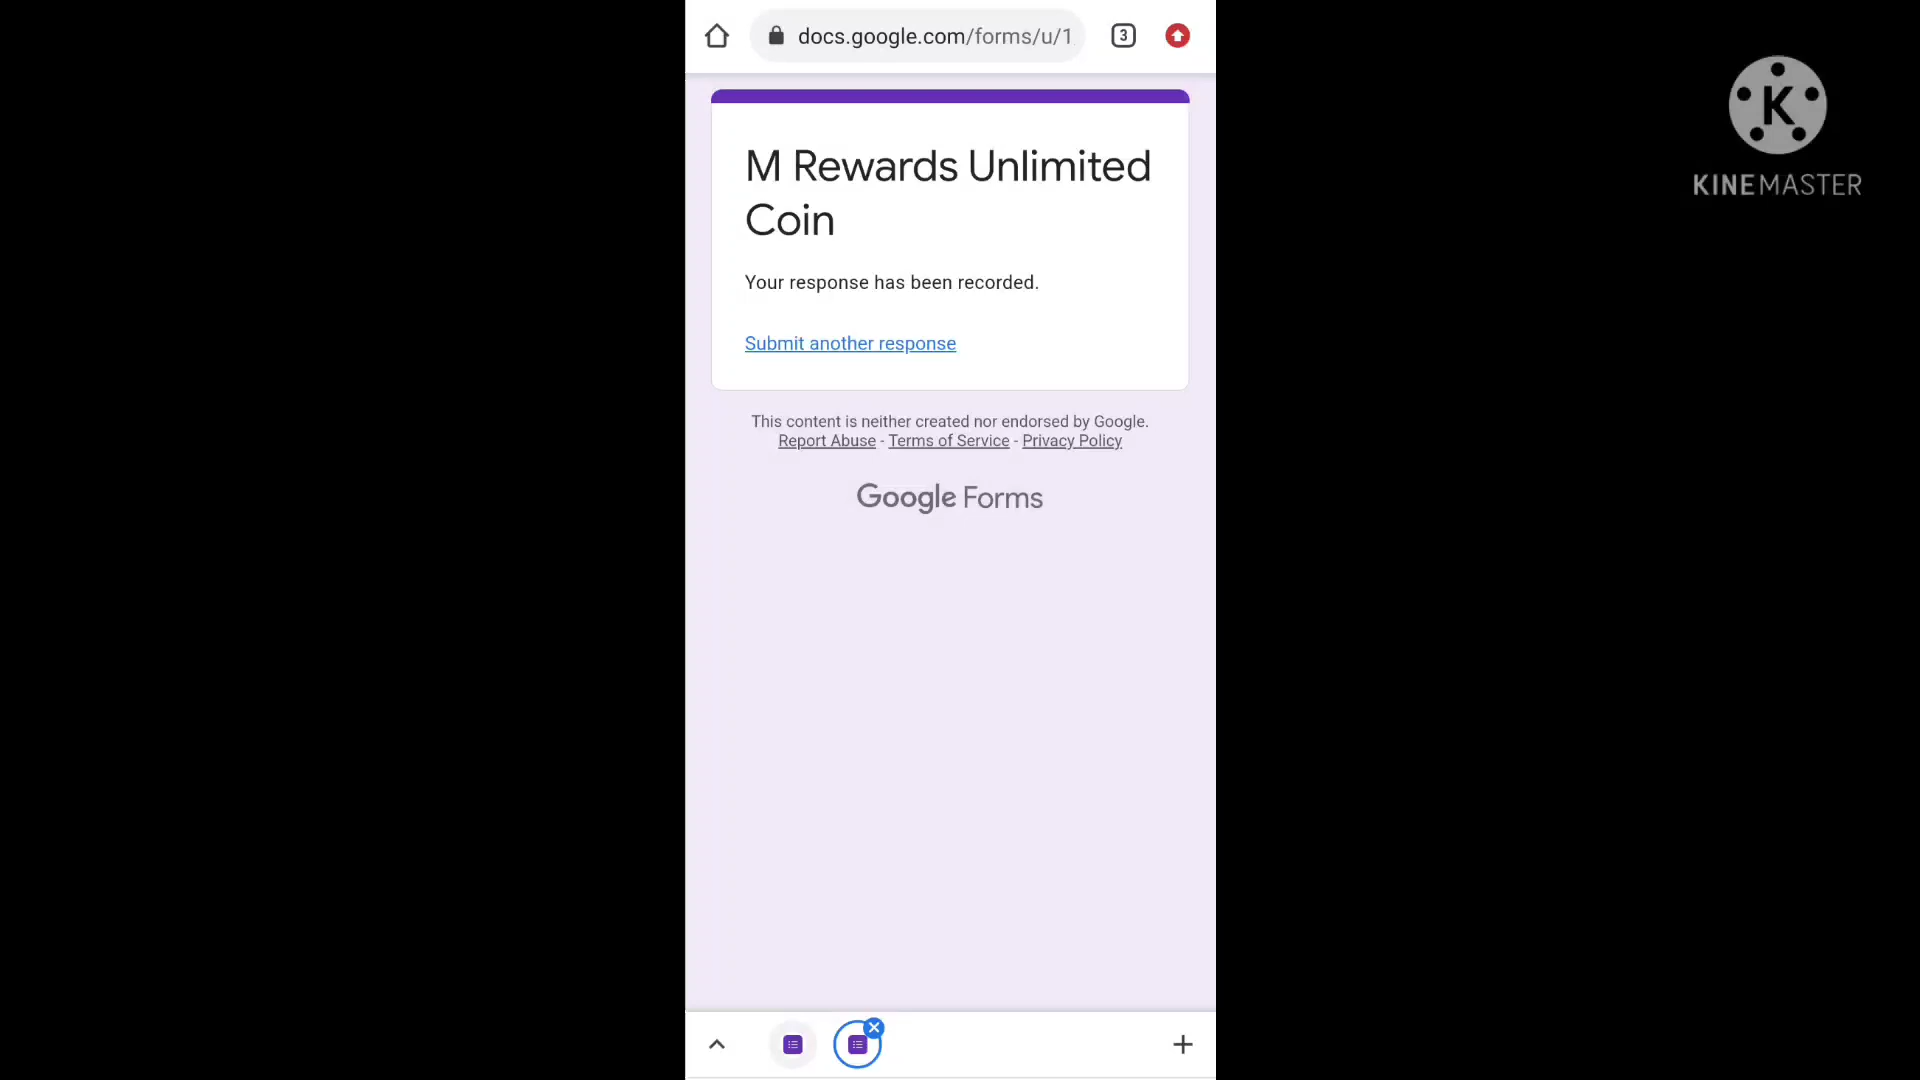 docs.google.com/forms/u/1
3
M Rewards Unlimited
Coin
Your response has been recorded.
Submit another response
This content is neither created nor endorsed by Google.
Report Abuse - Terms of Service - Privacy Policy
Google Forms
K
KINEMASTER